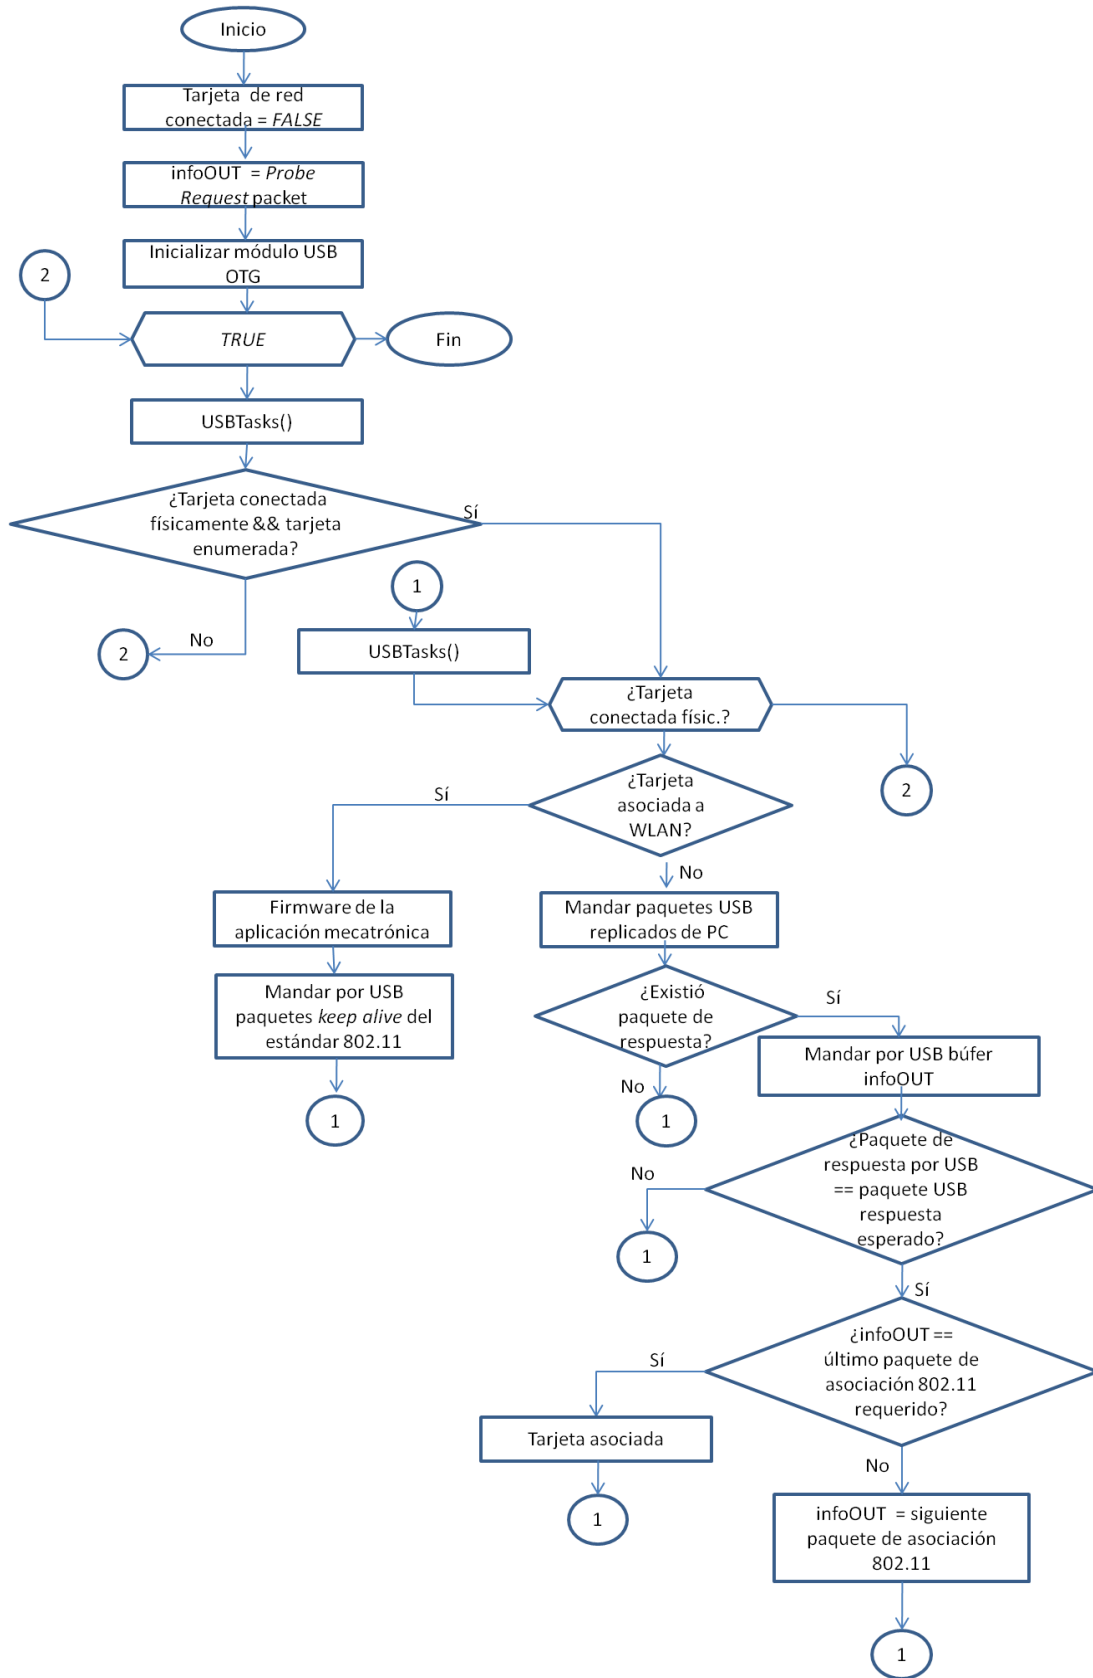 Inicio
Tarjeta de red
conectada = FALSE
infoOUT = Probe
Request packet
Inicializar módulo USB
OTG
2
TRUE
Fin
USBTasks()
¿Tarjeta conectada
físicamente && tarjeta
enumerada?
Sí
No
2
1
USBTasks()
¿Tarjeta
conectada físic.?
2
¿Tarjeta
asociada a
WLAN?
Sí
No
Firmware de la
aplicación mecatrónica
Mandar paquetes USB
replicados de PC
Mandar por USB
paquetes keep alive del
estándar 802.11
1
¿Existió
paquete de
respuesta?
Sí
No
1
Mandar por USB búfer
infoOUT
¿Paquete de
respuesta por USB
== paquete USB
respuesta
esperado?
No
1
Sí
¿infoOUT ==
último paquete de
asociación 802.11
requerido?
Sí
Tarjeta asociada
1
No
infoOUT = siguiente
paquete de asociación
802.11
1